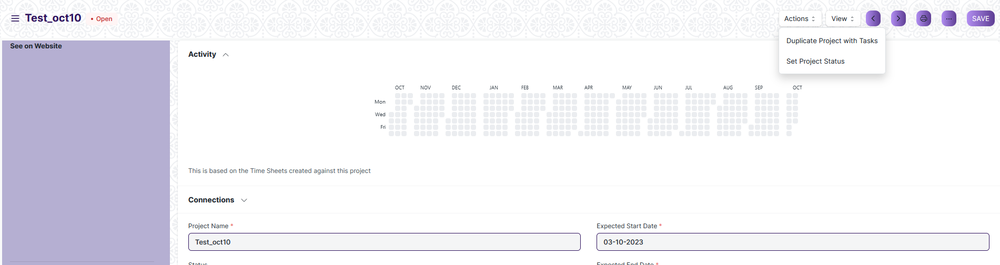 Test_oct10
• Open
Actions
View
...
SAVE
Duplicate Project with Tasks
Set Project Status
See on Website
Activity
OCT NOV DEC JAN FEB MAR APR MAY JUN JUL AUG SEP OCT
Mon
Wed
Fri
This is based on the Time Sheets created against this project
Connections
Project Name *
Expected Start Date *
Test_oct10
03-10-2023
Status
Expected End Date *